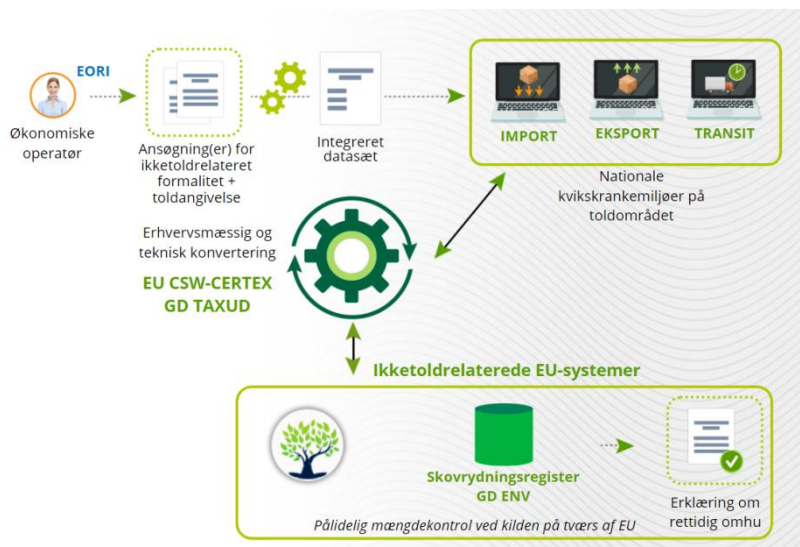 EORI
Økonomiske
operatør
Ansøgning(er) for
ikketoldrelateret
formalitet +
toldangivelse
Integreret
datasæt
IMPORT
EKSPORT
TRANSIT
Nationale
kvikskrankemiljøer på
toldområdet
Erhvervsmæssig og
teknisk konvertering
EU CSW-CERTEX
GD TAXUD
Ikketoldrelaterede EU-systemer
Skovrydningsregister
GD ENV
Erklæring om
rettidig omhu
Pålidelig mængdekontrol ved kilden på tværs af EU